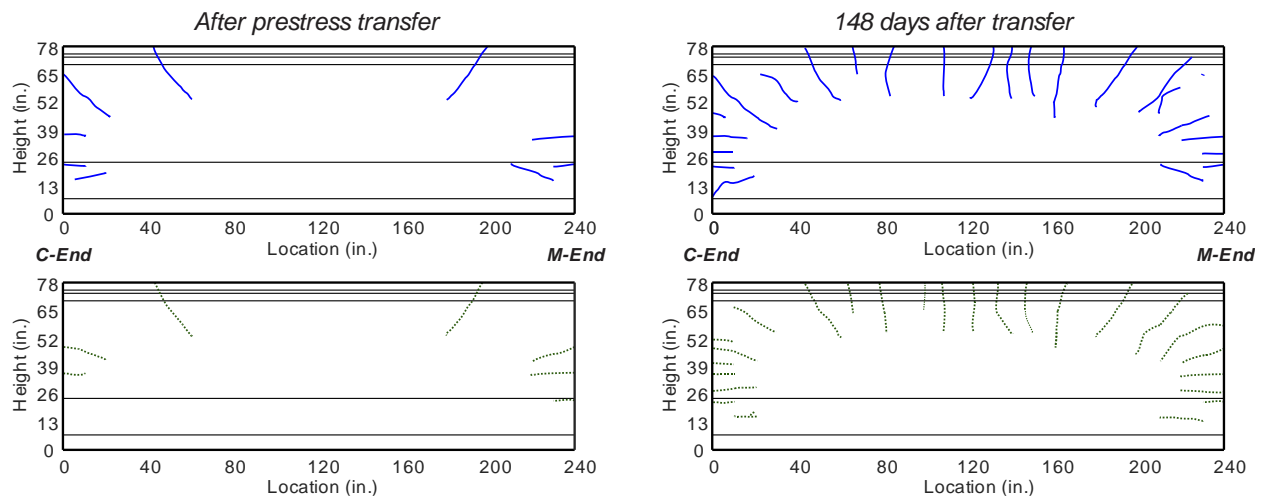 After prestress transfer
148 days after transfer
Height (in.)
78
65
52
39
26
13
0
0 40 80 120 160 200 240
Location (in.)
C-End
M-End
Height (in.)
78
65
52
39
26
13
0
0 40 80 120 160 200 240
Location (in.)
C-End
M-End
Height (in.)
78
65
52
39
26
13
0
0 40 80 120 160 200 240
Location (in.)
Height (in.)
78
65
52
39
26
13
0
0 40 80 120 160 200 240
Location (in.)